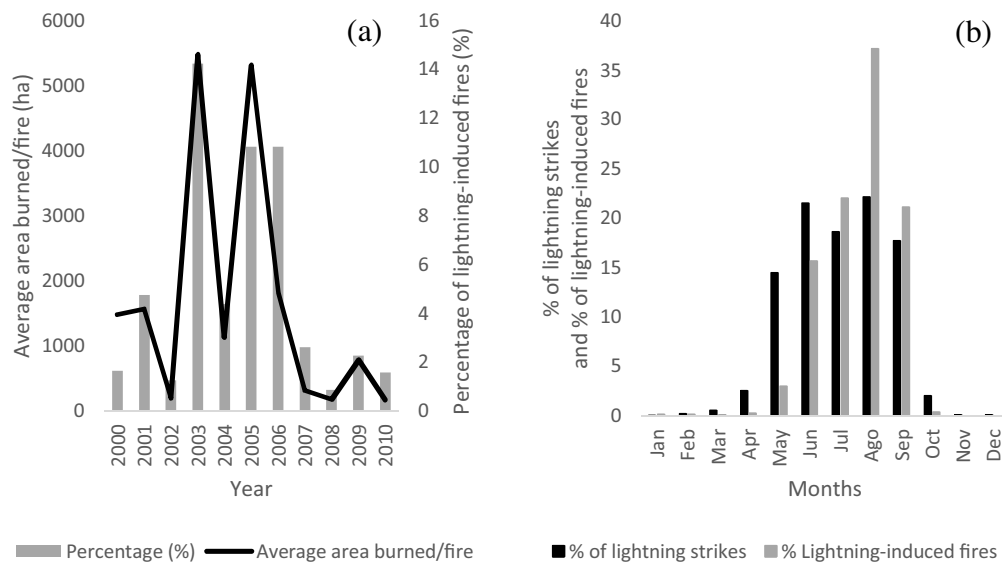 (a)
Average area burned/fire (ha)
6000
5000
4000
3000
2000
1000
0
Percentage of lightning-induced fires (%)
16
14
12
10
8
6
4
2
0
2000
2001
2002
2003
2004
2005
2006
2007
2008
2009
2010
Year
Percentage (%)
Average area burned/fire
(b)
% of lightning strikes
and % of lightning-induced fires
40
35
30
25
20
15
10
5
0
Jan
Feb
Mar
Apr
May
Jun
Jul
Ago
Sep
Oct
Nov
Dec
Months
% of lightning strikes
% Lightning-induced fires